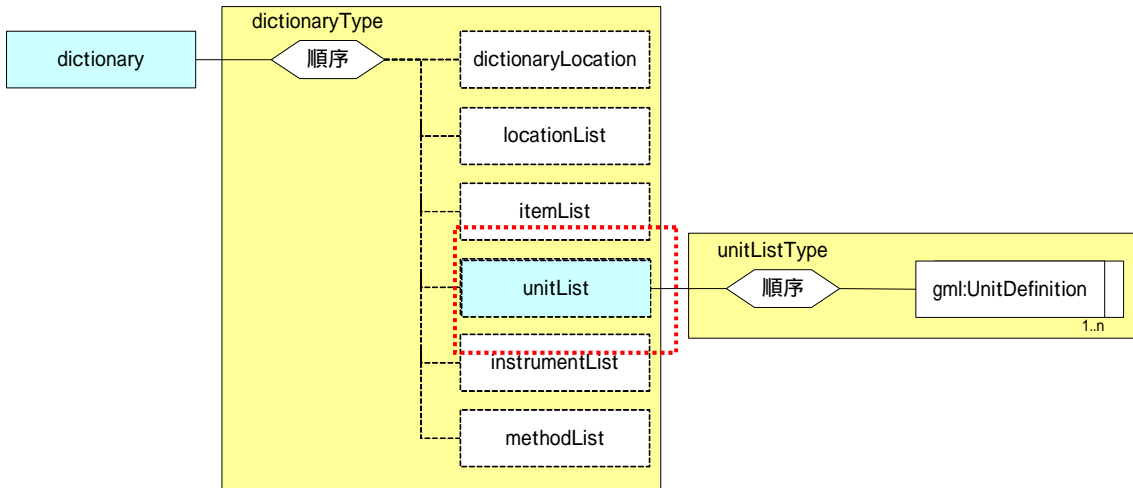 dictionaryType
dictionary
順序
dictionaryLocation
locationList
itemList
unitList
instrumentList
methodList
unitListType
順序
gml:UnitDefinition
1..n